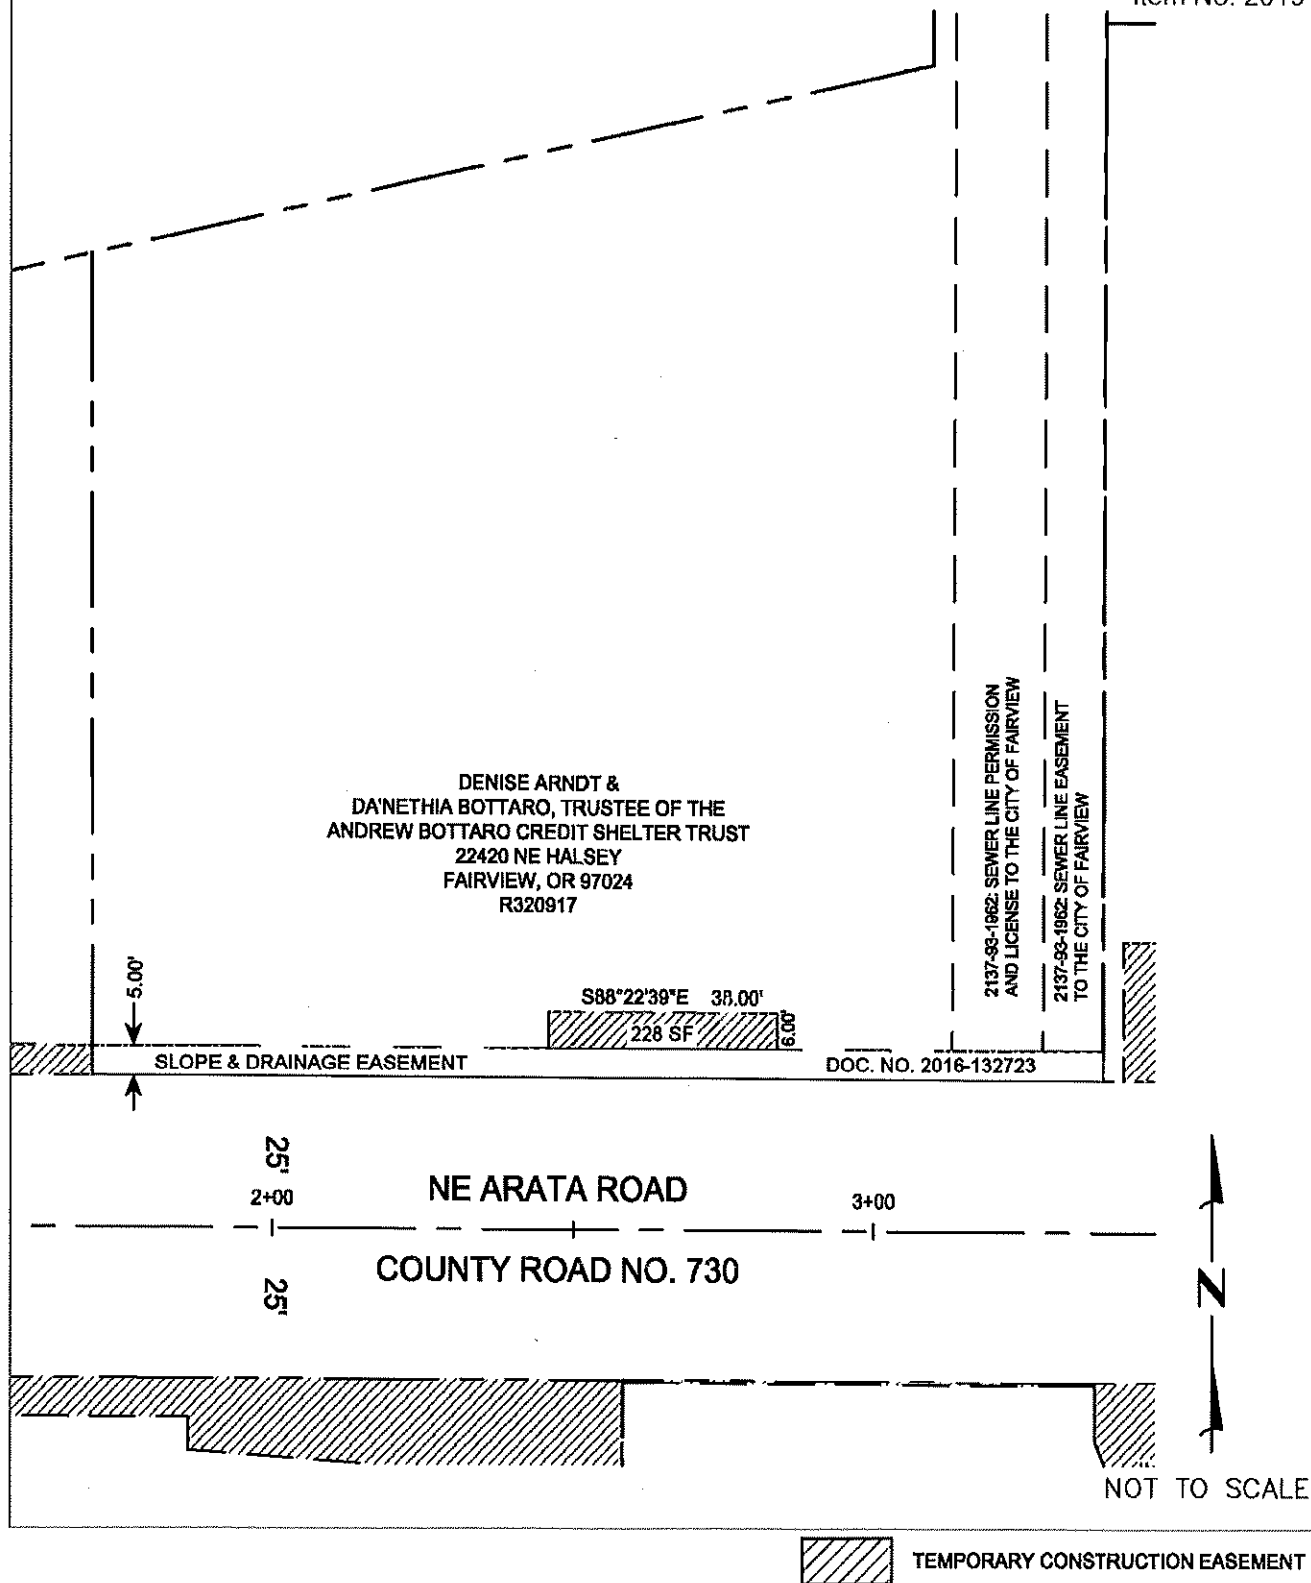 DENISE ARNDT &
DA'NETHIA BOTTARO, TRUSTEE OF THE
ANDREW BOTTARO CREDIT SHELTER TRUST
22420 NE HALSEY
FAIRVIEW, OR 97024
R320917
2137-93-1962: SEWER LINE PERMISSION
AND LICENSE TO THE CITY OF FAIRVIEW
2137-93-1962: SEWER LINE EASEMENT
TO THE CITY OF FAIRVIEW
5.00'
S88°22'39"E 38.00'
228 SF
6.00'
SLOPE & DRAINAGE EASEMENT
DOC. NO. 2016-132723
25'
2+00
NE ARATA ROAD
3+00
COUNTY ROAD NO. 730
25'
N
NOT TO SCALE
TEMPORARY CONSTRUCTION EASEMENT